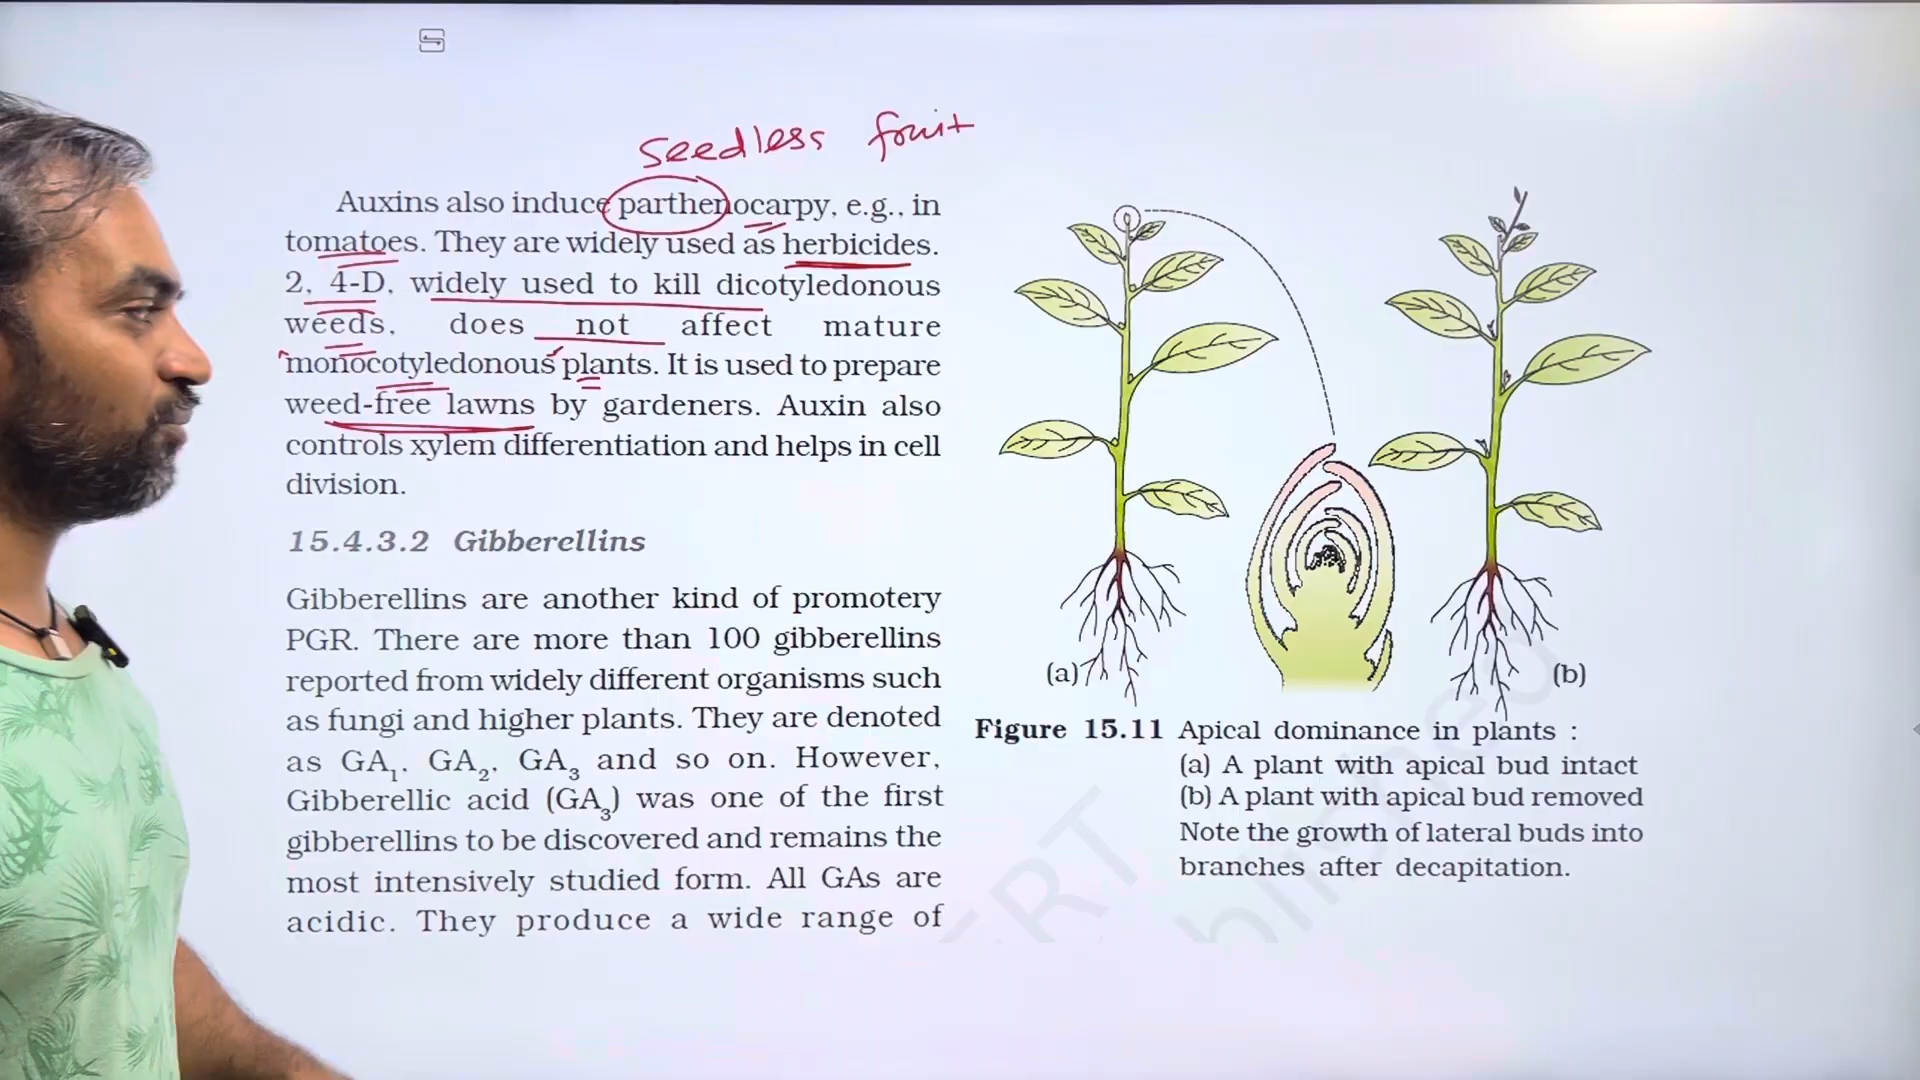 Seedless fruit
Auxins also induce parthenocarpy, e.g., in
tomatoes. They are widely used as herbicides.
2, 4-D, widely used to kill dicotyledonous
weeds, does not affect mature
monocotyledonous plants. It is used to prepare
weed-free lawns by gardeners. Auxin also
controls xylem differentiation and helps in cell
division.
15.4.3.2 Gibberellins
Gibberellins are another kind of promotery
PGR. There are more than 100 gibberellins
reported from widely different organisms such
as fungi and higher plants. They are denoted
as GA₁, GA₂, GA₃ and so on. However,
Gibberellic acid (GA₃) was one of the first
gibberellins to be discovered and remains the
most intensively studied form. All GAs are
acidic. They produce a wide range of
(a)
(b)
Figure 15.11 Apical dominance in plants :
(a) A plant with apical bud intact
(b) A plant with apical bud removed
Note the growth of lateral buds into
branches after decapitation.